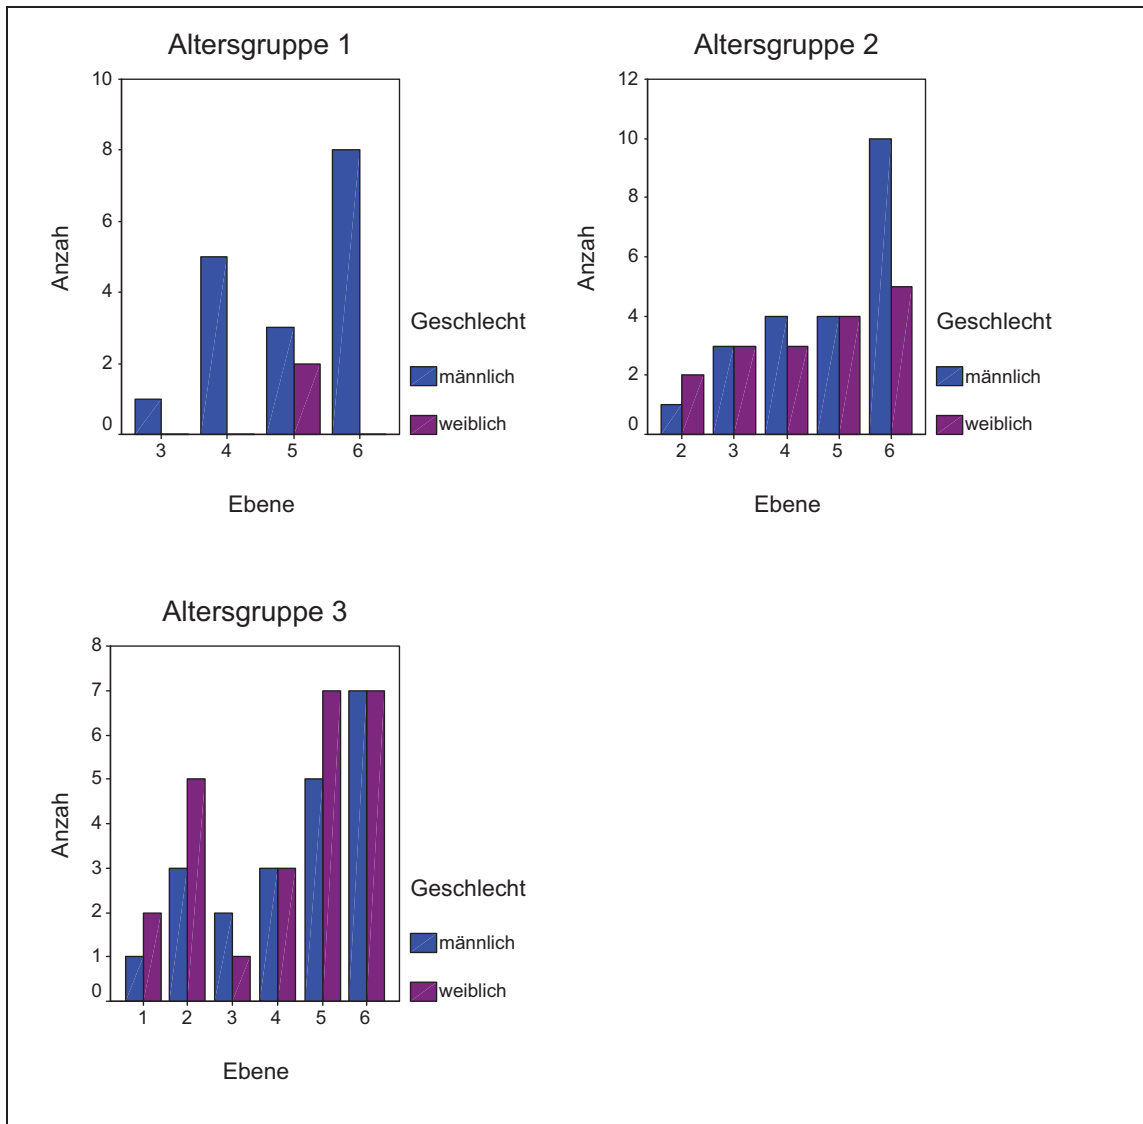 Altersgruppe 1
10
8
6
4
2
0
Anzah
3 4 5 6
Ebene
Geschlecht
männlich
weiblich
Altersgruppe 2
12
10
8
6
4
2
0
Anzah
2 3 4 5 6
Ebene
Geschlecht
männlich
weiblich
Altersgruppe 3
8
7
6
5
4
3
2
1
0
Anzah
1 2 3 4 5 6
Ebene
Geschlecht
männlich
weiblich